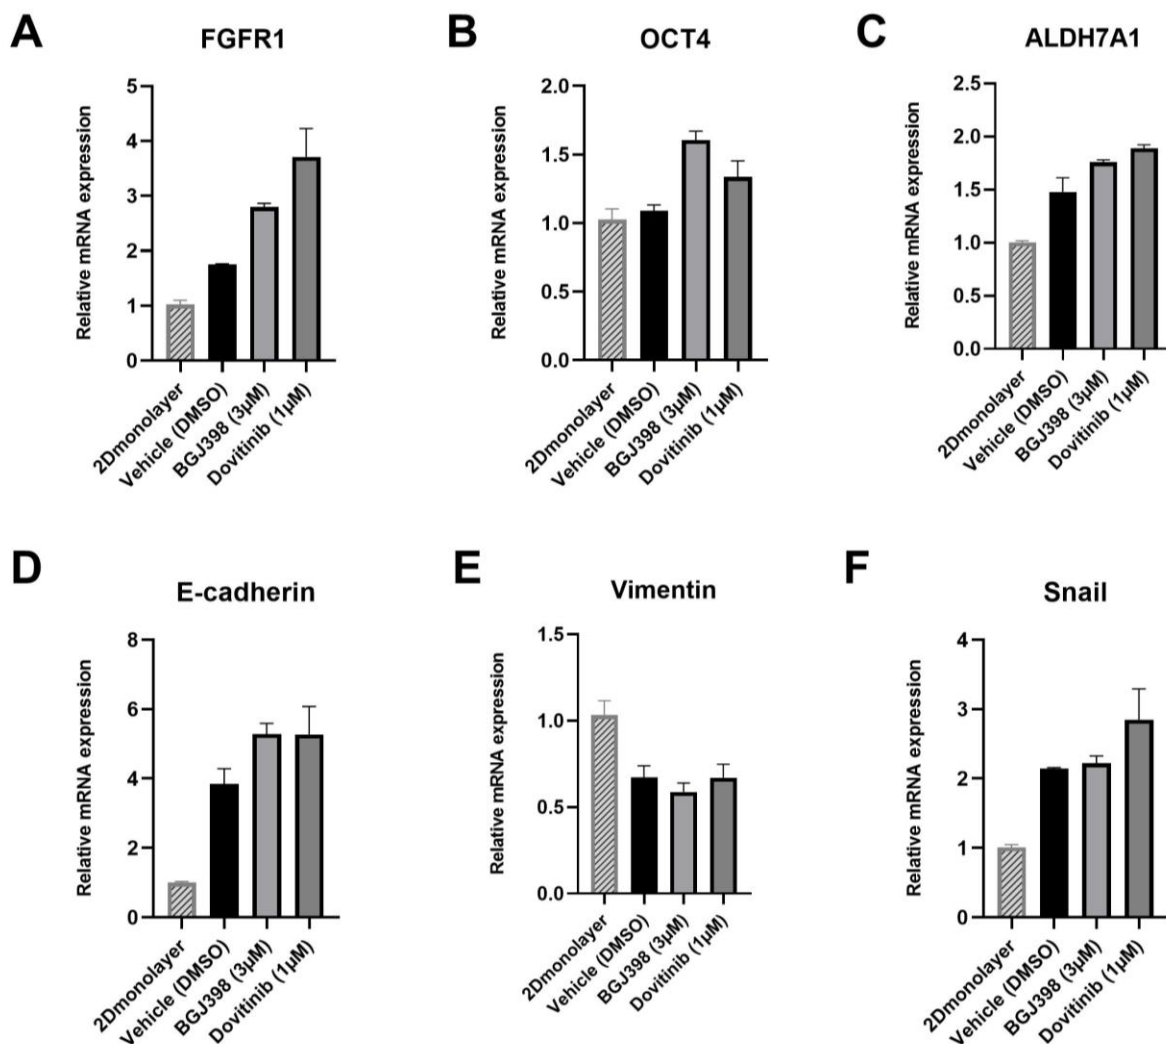 A
FGFR1
Relative mRNA expression
5
4
3
2
1
0
2Dmonolayer
Vehicle (DMSO)
BGJ398 (3μM)
Dovitinib (1μM)
B
OCT4
Relative mRNA expression
2.0
1.5
1.0
0.5
0.0
2Dmonolayer
Vehicle (DMSO)
BGJ398 (3μM)
Dovitinib (1μM)
C
ALDH7A1
Relative mRNA expression
2.5
2.0
1.5
1.0
0.5
0.0
2Dmonolayer
Vehicle (DMSO)
BGJ398 (3μM)
Dovitinib (1μM)
D
E-cadherin
Relative mRNA expression
8
6
4
2
0
2Dmonolayer
Vehicle (DMSO)
BGJ398 (3μM)
Dovitinib (1μM)
E
Vimentin
Relative mRNA expression
1.5
1.0
0.5
0.0
2Dmonolayer
Vehicle (DMSO)
BGJ398 (3μM)
Dovitinib (1μM)
F
Snail
Relative mRNA expression
4
3
2
1
0
2Dmonolayer
Vehicle (DMSO)
BGJ398 (3μM)
Dovitinib (1μM)